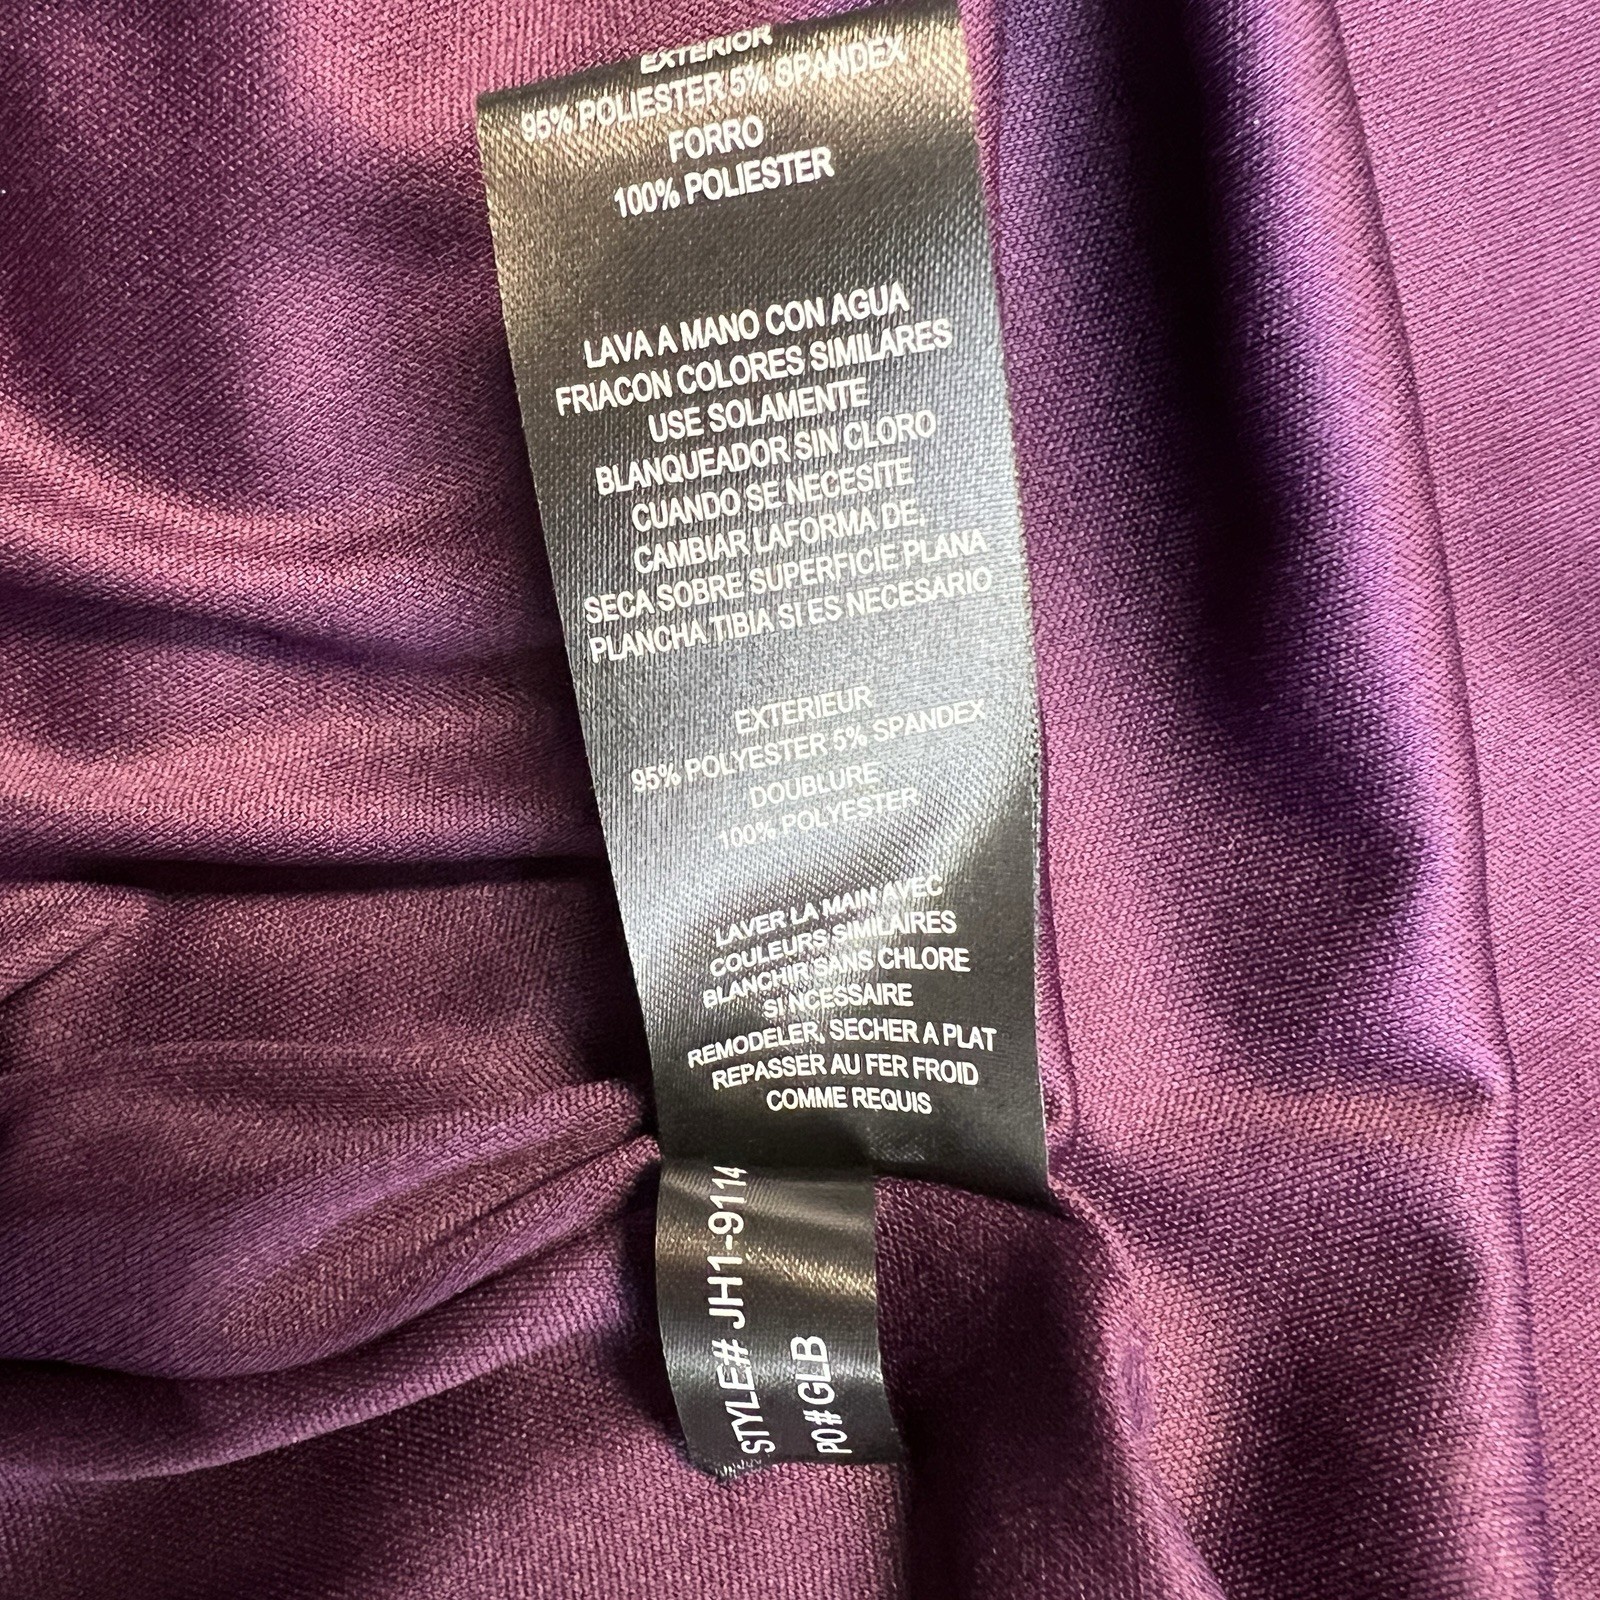 EXTERIOR
95% POLIESTER 5% SPANDEX
FORRO
100% POLIESTER
LAVA A MANO CON AGUA
FRIACON COLORES SIMILARES
USE SOLAMENTE
BLANQUEADOR SIN CLORO
CUANDO SE NECESITE
CAMBIAR LAFORMA DE,
SECA SOBRE SUPERFICIE PLANA
PLANCHA TIBIA SI ES NECESARIO
EXTERIEUR
95% POLYESTER 5% SPANDEX
DOUBLURE
100% POLYESTER
LAVER LA MAIN AVEC
COULEURS SIMILAIRES
BLANCHIR SANS CHLORE
SI NCESSAIRE
REMODELER, SECHER A PLAT
REPASSER AU FER FROID
COMME REQUIS
STYLE# JH1-9114
PO# GLB